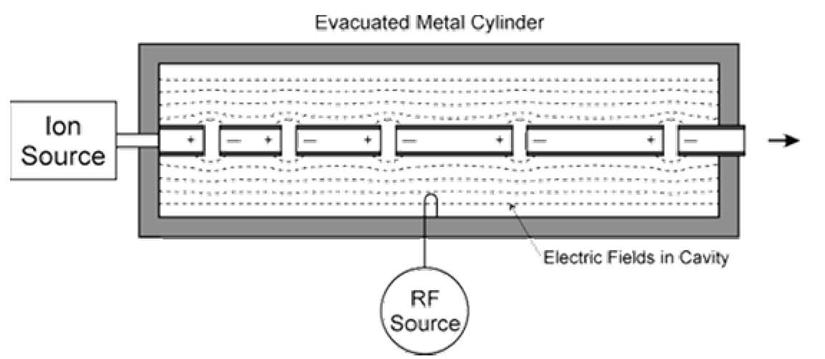 Evacuated Metal Cylinder
Ion
Source
+ — + — + — + — + —
Electric Fields in Cavity
RF
Source